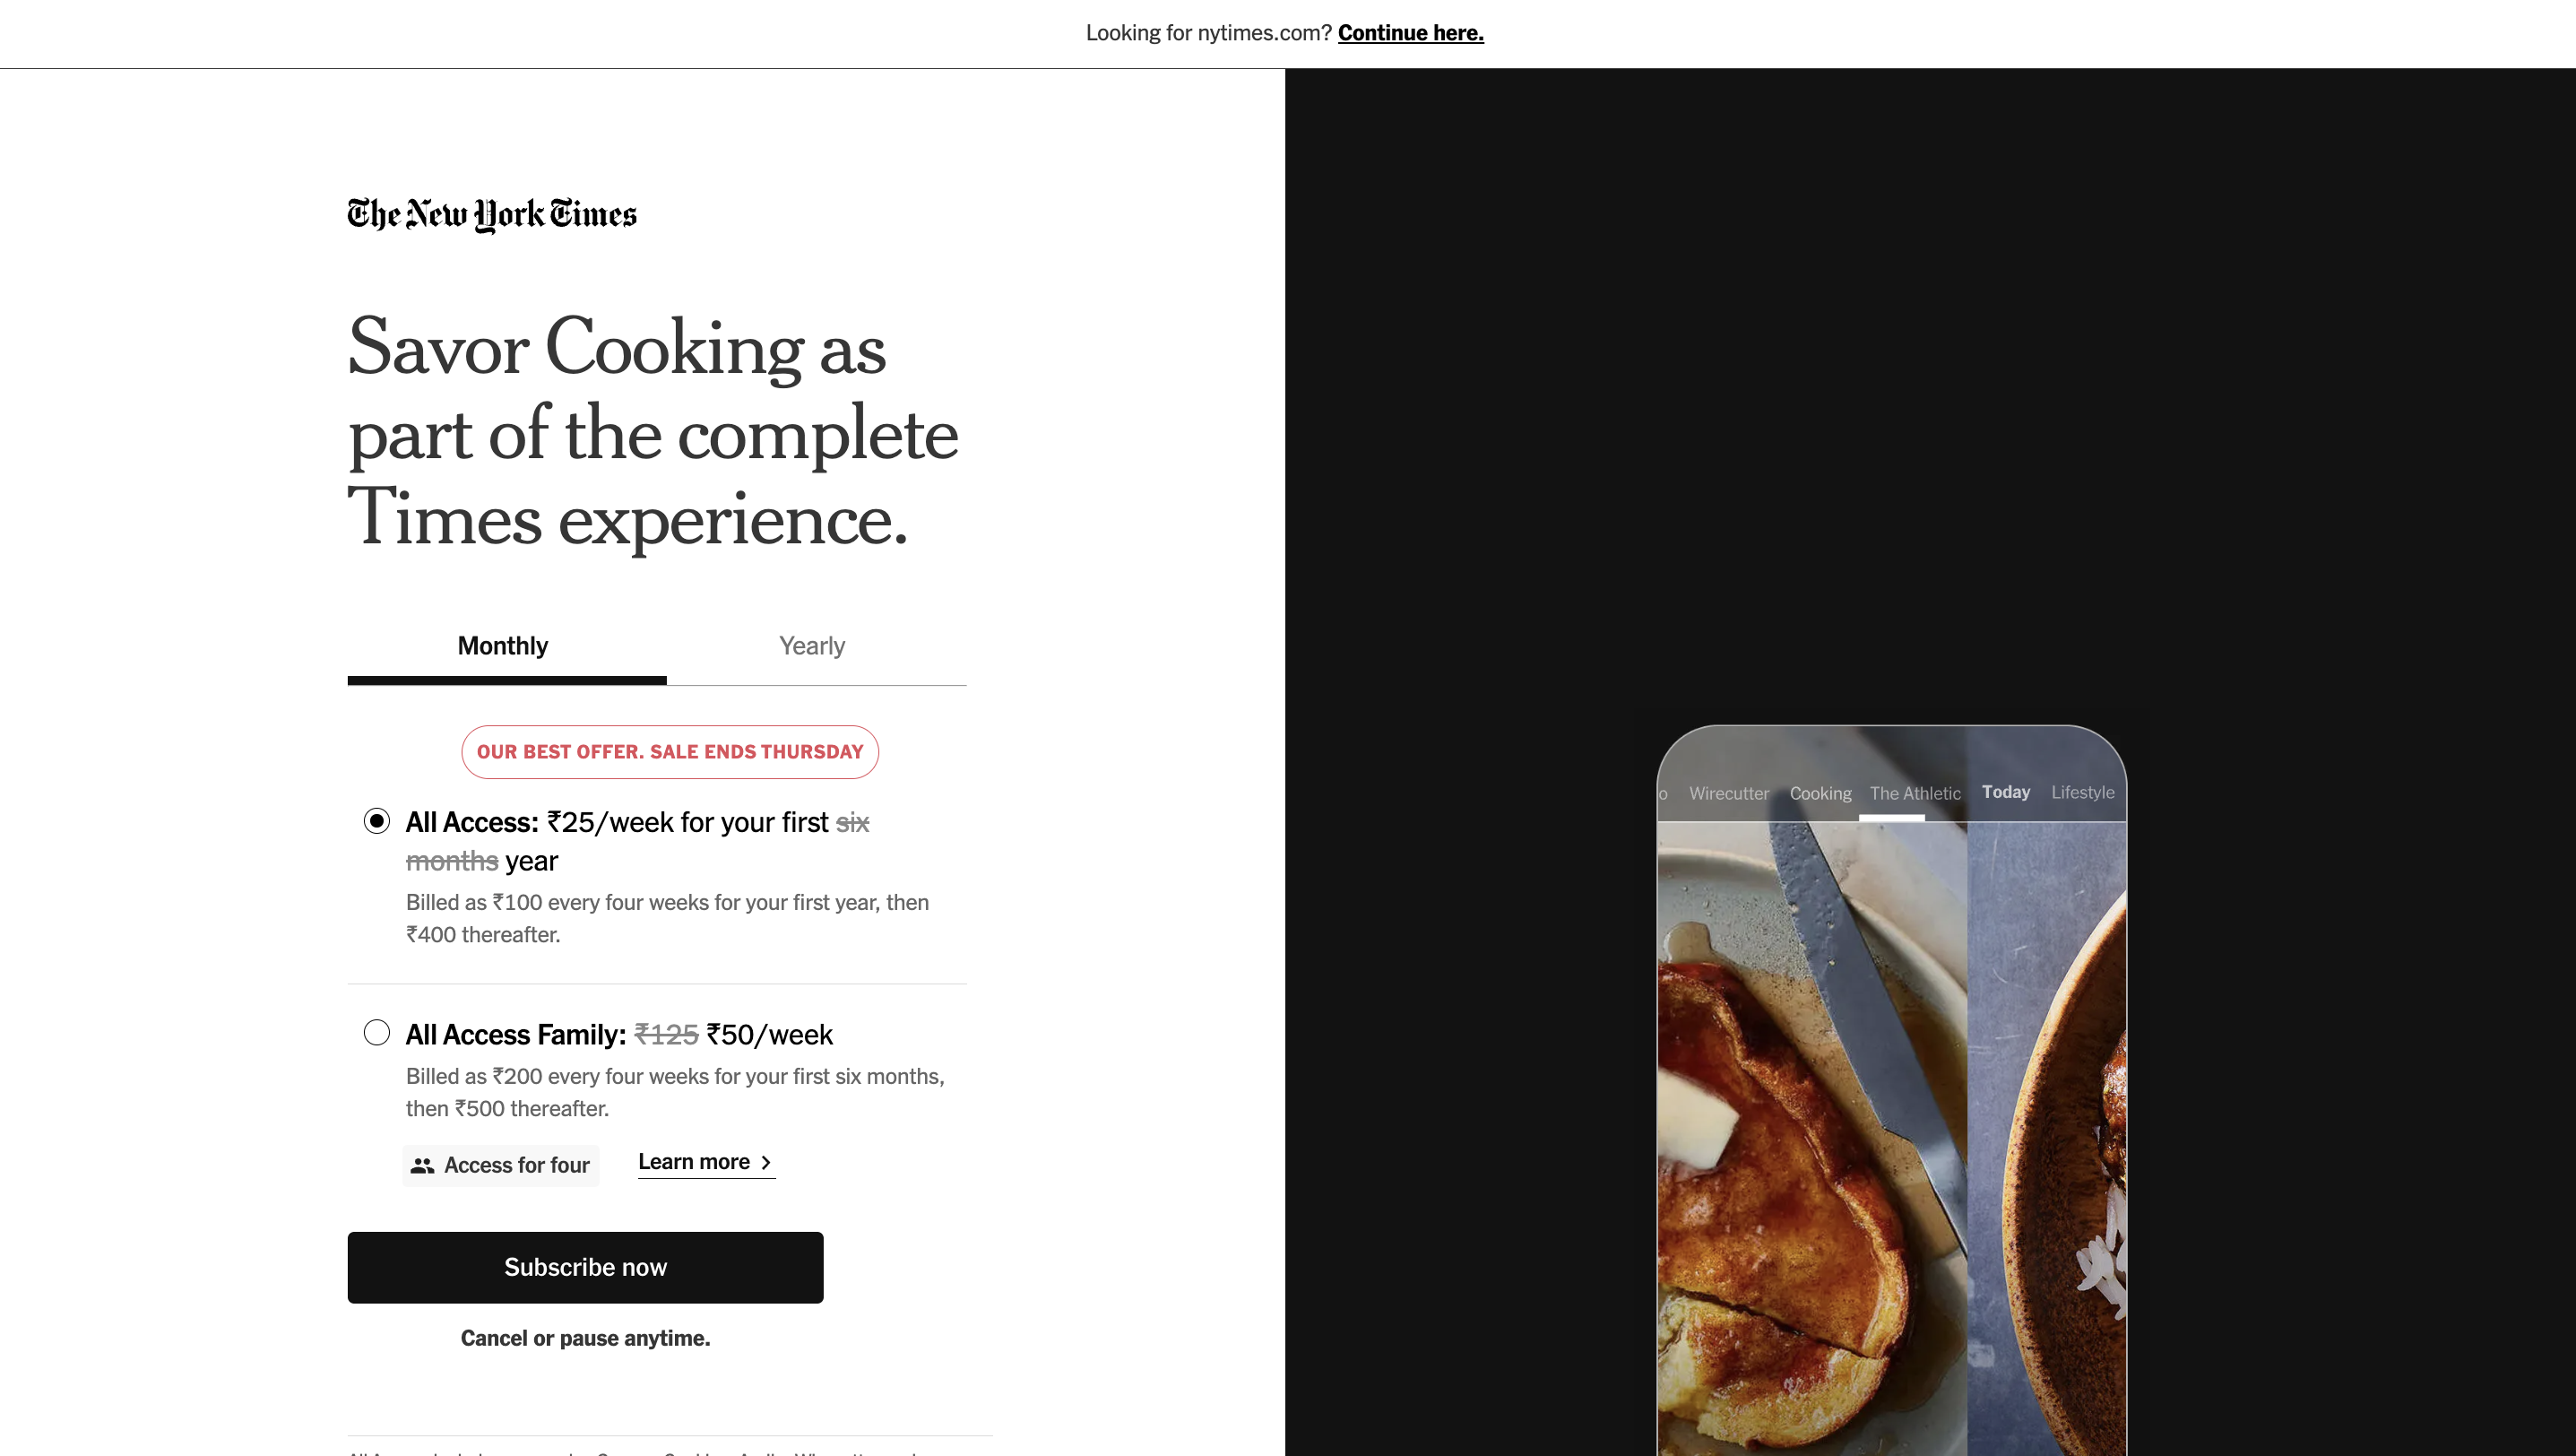 Looking for nytimes.com? Continue here.
The New York Times
Savor Cooking as
part of the complete
Times experience.
Monthly
Yearly
OUR BEST OFFER. SALE ENDS THURSDAY
All Access: ₹25/week for your first six
months year
Billed as ₹100 every four weeks for your first year, then
₹400 thereafter.
All Access Family: ₹125 ₹50/week
Billed as ₹200 every four weeks for your first six months,
then ₹500 thereafter.
Access for four
Learn more >
Subscribe now
Cancel or pause anytime.
o Wirecutter Cooking The Athletic Today Lifestyle